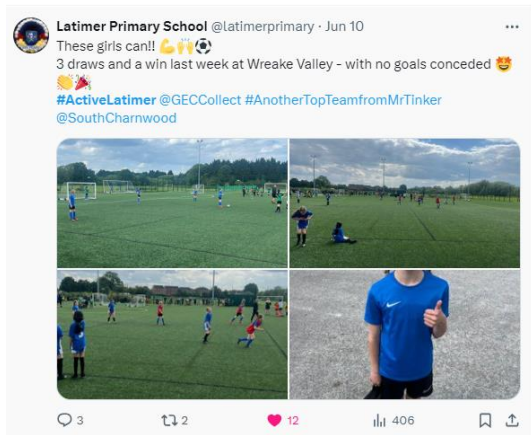 Latimer Primary School @latimerprimary · Jun 10
These girls can!! 💪🙌⚽
3 draws and a win last week at Wreake Valley - with no goals conceded 🤩
👏🎉
#ActiveLatimer @GECCollect #AnotherTopTeamfromMrTinker
@SouthCharnwood
3 2 12 406